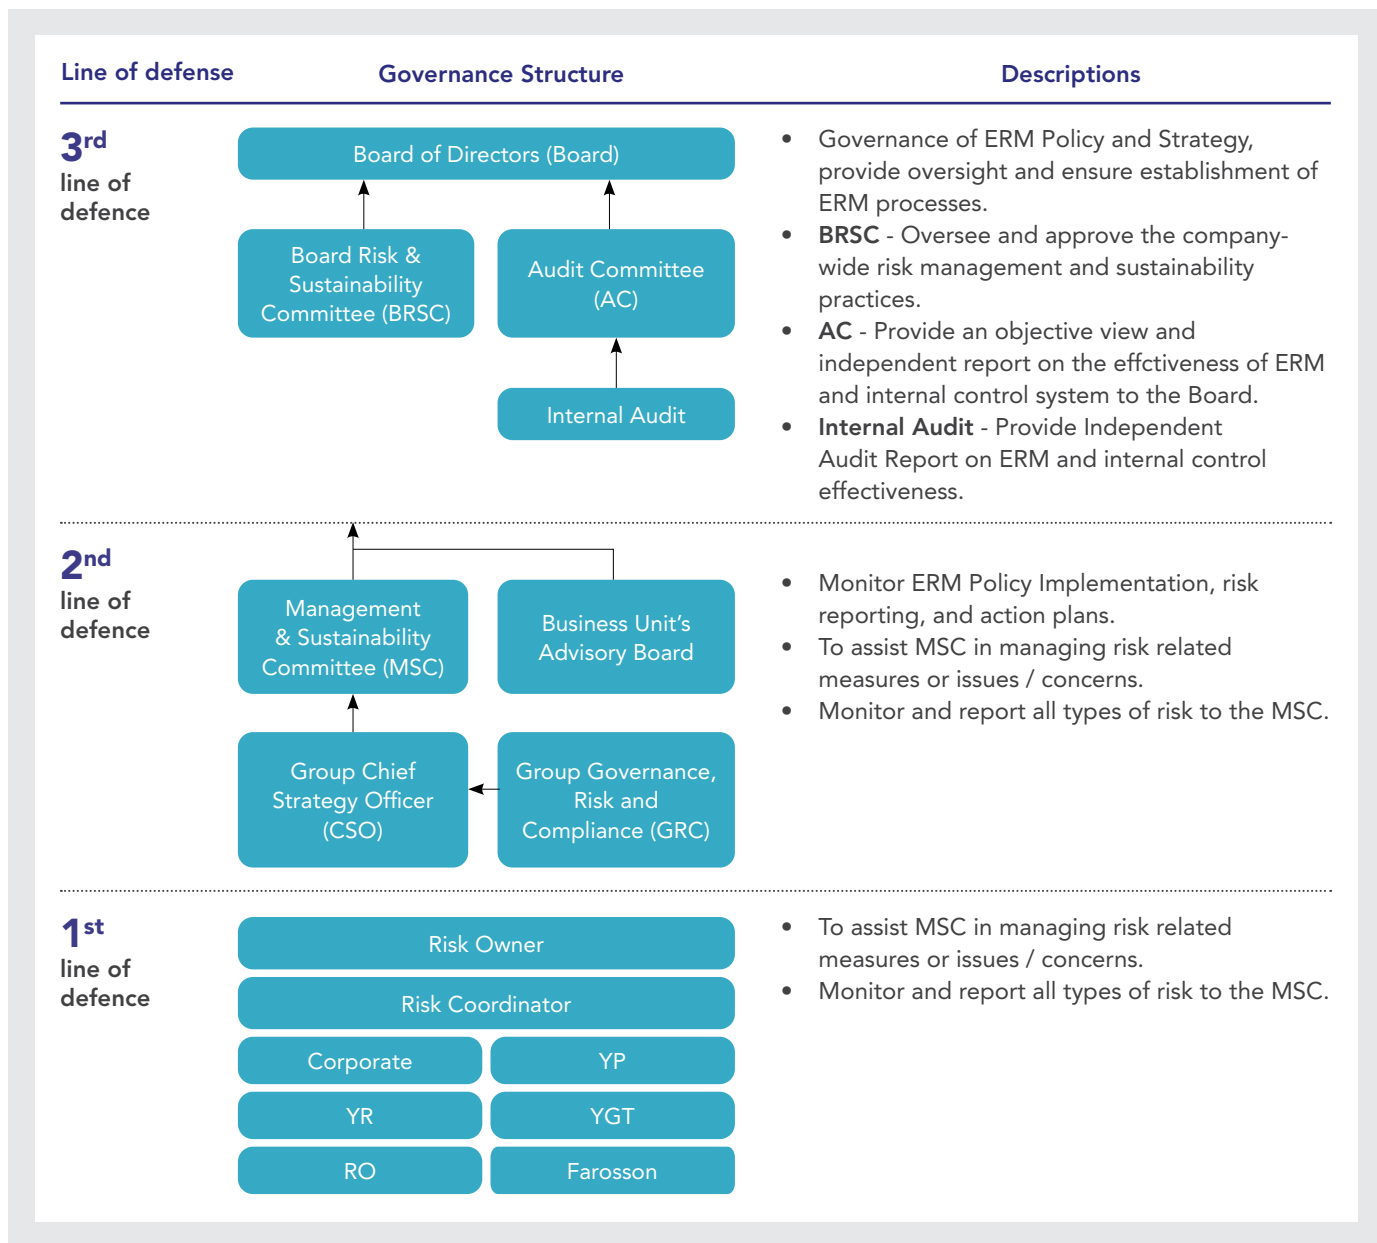 Line of defense
Governance Structure
Descriptions
3rd
line of
defence
Board of Directors (Board)
Board Risk &
Sustainability
Committee (BRSC)
Audit Committee
(AC)
Internal Audit
• Governance of ERM Policy and Strategy,
provide oversight and ensure establishment of
ERM processes.
• BRSC - Oversee and approve the company-
wide risk management and sustainability
practices.
• AC - Provide an objective view and
independent report on the effctiveness of ERM
and internal control system to the Board.
• Internal Audit - Provide Independent
Audit Report on ERM and internal control
effectiveness.
2nd
line of
defence
Management
& Sustainability
Committee (MSC)
Business Unit's
Advisory Board
Group Chief
Strategy Officer
(CSO)
Group Governance,
Risk and
Compliance (GRC)
• Monitor ERM Policy Implementation, risk
reporting, and action plans.
• To assist MSC in managing risk related
measures or issues / concerns.
• Monitor and report all types of risk to the MSC.
1st
line of
defence
Risk Owner
Risk Coordinator
Corporate
YP
YR
YGT
RO
Farosson
• To assist MSC in managing risk related
measures or issues / concerns.
• Monitor and report all types of risk to the MSC.